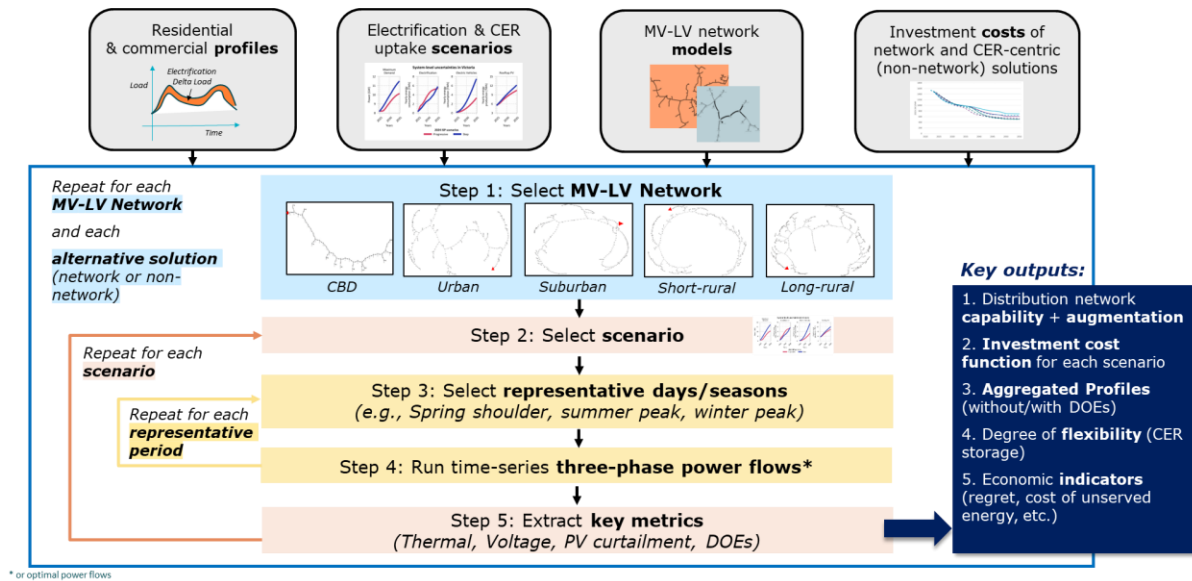 Residential
& commercial profiles
Electrification
Delta Load
Load
Time
Electrification & CER
uptake scenarios
System-level uncertainties in Victoria
MV-LV network
models
Investment costs of
network and CER-centric
(non-network) solutions
Repeat for each
MV-LV Network
and each
alternative solution
(network or non-
network)
Step 1: Select MV-LV Network
CBD
Urban
Suburban
Short-rural
Long-rural
Step 2: Select scenario
Repeat for each
scenario
Step 3: Select representative days/seasons
(e.g., Spring shoulder, summer peak, winter peak)
Repeat for each
representative
period
Step 4: Run time-series three-phase power flows*
Step 5: Extract key metrics
(Thermal, Voltage, PV curtailment, DOEs)
Key outputs:
1. Distribution network
capability + augmentation
2. Investment cost
function for each scenario
3. Aggregated Profiles
(without/with DOEs)
4. Degree of flexibility (CER
storage)
5. Economic indicators
(regret, cost of unserved
energy, etc.)
* or optimal power flows